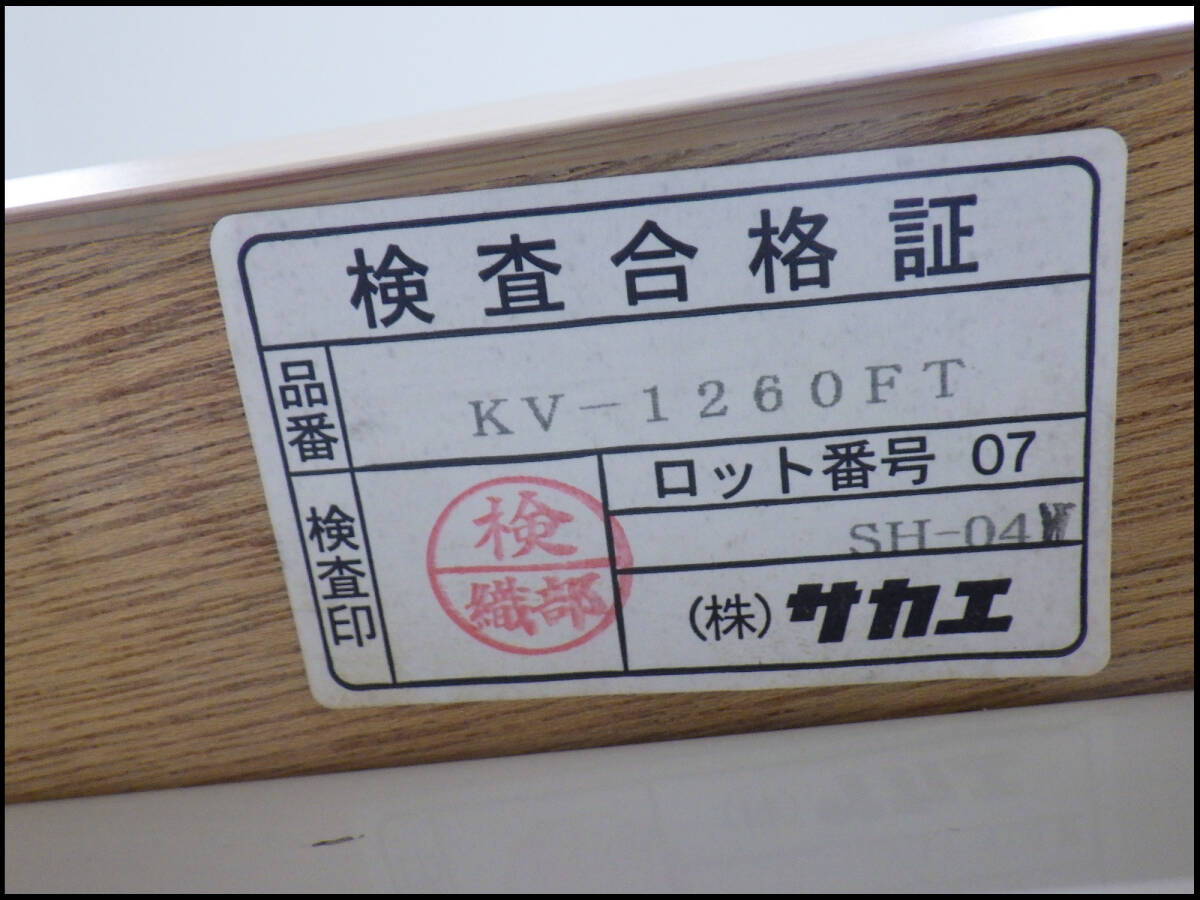 検査合格証
品番 KV-1260FT
検査印 検 織部
ロット番号 07
SH-04
(株)サカエ